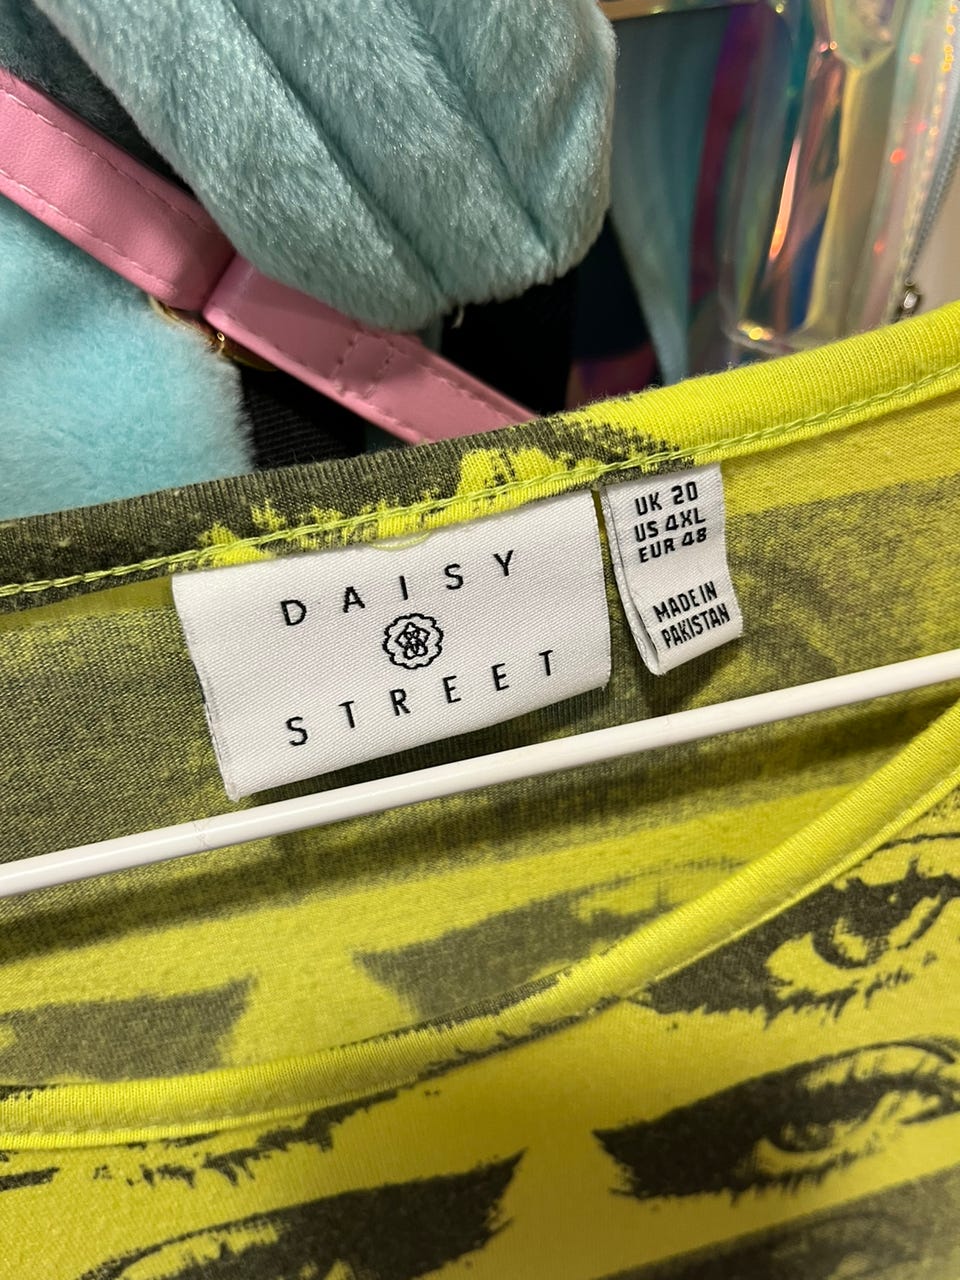 DAISY
STREET
UK 20
US 4XL
EUR 48
MADE IN
PAKISTAN